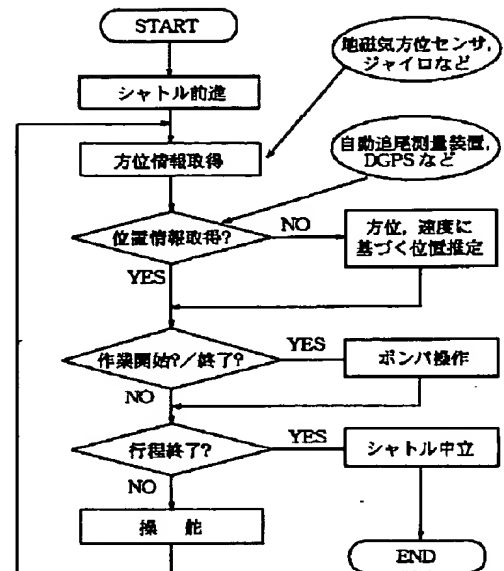 START
地磁気方位センサ,
ジャイロなど
シャトル前進
方位情報取得
自動追尾測量装置,
DGPSなど
位置情報取得?
NO
方位,速度に
基づく位置推定
YES
作業開始?/終了?
YES
ポンパ操作
NO
行程終了?
YES
シャトル中立
NO
操 舵
END